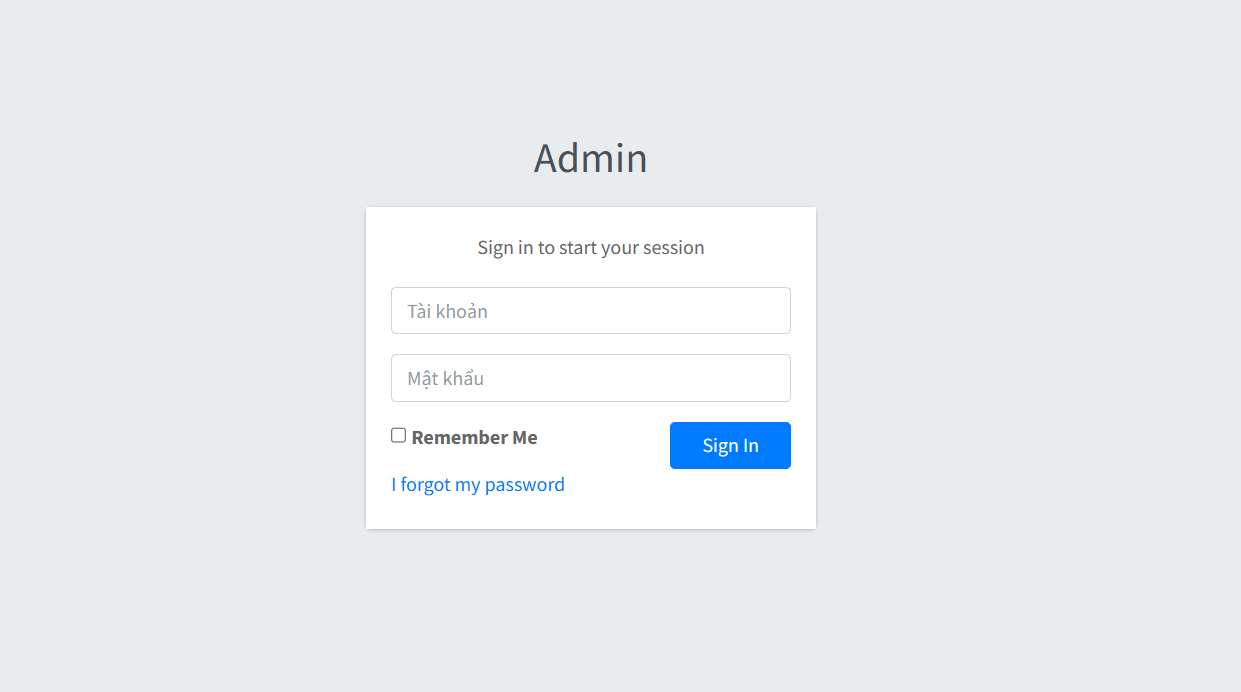 Admin
Sign in to start your session
Tài khoản
Mật khẩu
Remember Me
Sign In
I forgot my password